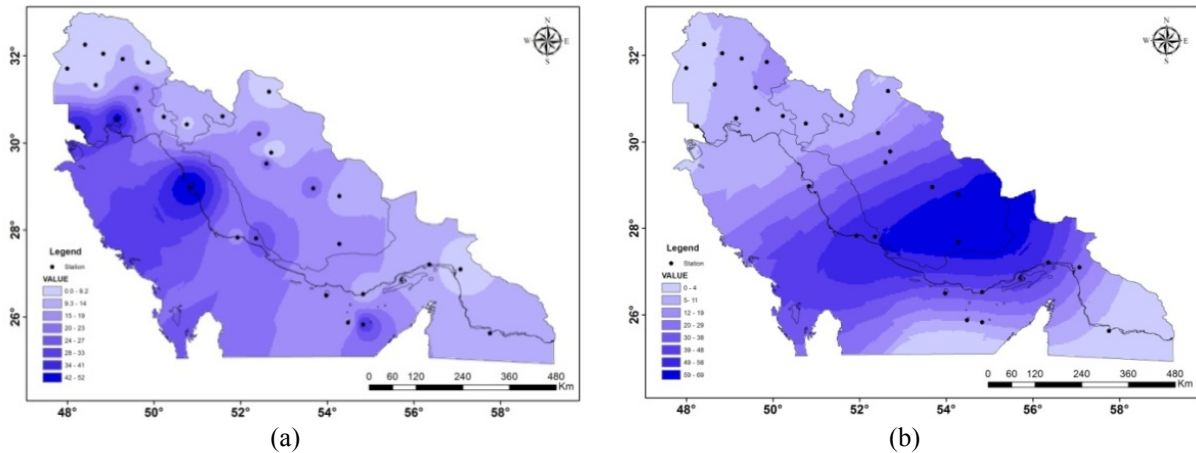 N
W E
S
32°
30°
28°
26°
Legend
Station
VALUE
0.0 - 9.2
9.3 - 14
15 - 19
20 - 23
24 - 27
28 - 33
34 - 41
42 - 52
0 60 120 240 360 480
Km
48° 50° 52° 54° 56° 58°
(a)
N
W E
S
32°
30°
28°
26°
Legend
Station
VALUE
0 - 4
5 - 11
12 - 19
20 - 29
30 - 38
39 - 48
49 - 58
59 - 69
0 60 120 240 360 480
Km
48° 50° 52° 54° 56° 58°
(b)